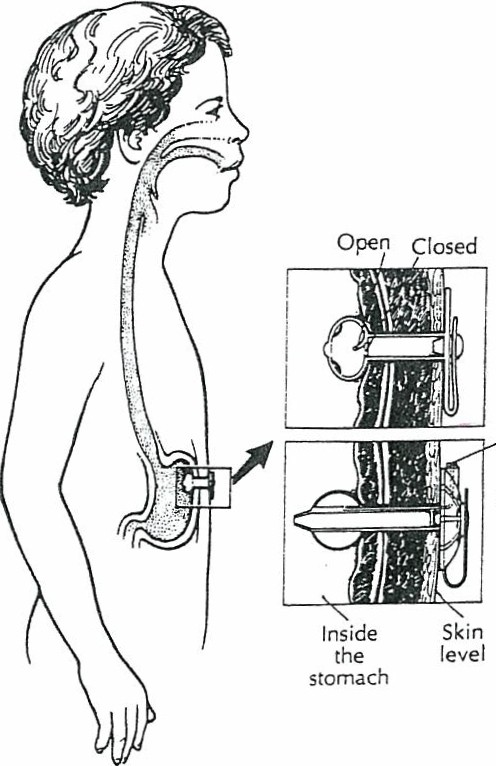 Open Closed
Inside
the
stomach
Skin
level